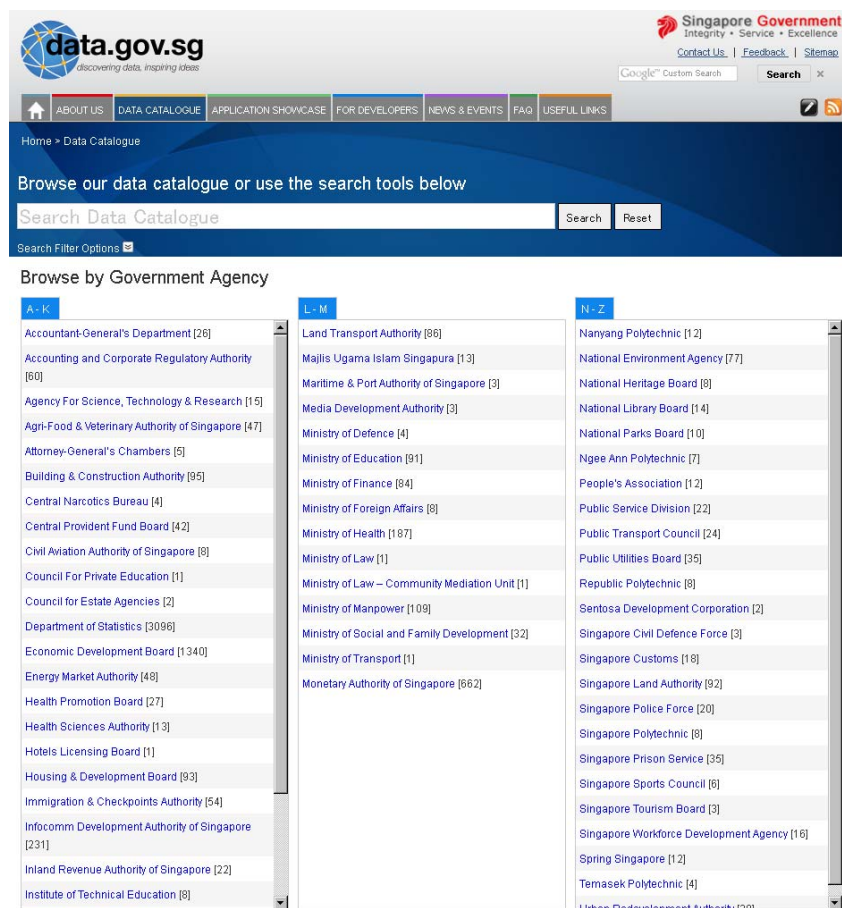 data.gov.sg
discovering data, inspiring ideas
Singapore Government
Integrity • Service • Excellence
Contact Us | Feedback | Sitemap
Google™ Custom Search
Search ×
ABOUT US
DATA CATALOGUE
APPLICATION SHOWCASE
FOR DEVELOPERS
NEWS & EVENTS
FAQ
USEFUL LINKS
Home > Data Catalogue
Browse our data catalogue or use the search tools below
Search Data Catalogue
Search
Reset
Search Filter Options
Browse by Government Agency
A - K
Accountant-General's Department [26]
Accounting and Corporate Regulatory Authority
[60]
Agency For Science, Technology & Research [15]
Agri-Food & Veterinary Authority of Singapore [47]
Attorney-General's Chambers [5]
Building & Construction Authority [95]
Central Narcotics Bureau [4]
Central Provident Fund Board [42]
Civil Aviation Authority of Singapore [8]
Council For Private Education [1]
Council for Estate Agencies [2]
Department of Statistics [3096]
Economic Development Board [1340]
Energy Market Authority [48]
Health Promotion Board [27]
Health Sciences Authority [13]
Hotels Licensing Board [1]
Housing & Development Board [93]
Immigration & Checkpoints Authority [54]
Infocomm Development Authority of Singapore
[231]
Inland Revenue Authority of Singapore [22]
Institute of Technical Education [8]
L - M
Land Transport Authority [86]
Majlis Ugama Islam Singapura [13]
Maritime & Port Authority of Singapore [3]
Media Development Authority [3]
Ministry of Defence [4]
Ministry of Education [91]
Ministry of Finance [84]
Ministry of Foreign Affairs [8]
Ministry of Health [187]
Ministry of Law [1]
Ministry of Law – Community Mediation Unit [1]
Ministry of Manpower [109]
Ministry of Social and Family Development [32]
Ministry of Transport [1]
Monetary Authority of Singapore [662]
N - Z
Nanyang Polytechnic [12]
National Environment Agency [77]
National Heritage Board [8]
National Library Board [14]
National Parks Board [10]
Ngee Ann Polytechnic [7]
People's Association [12]
Public Service Division [22]
Public Transport Council [24]
Public Utilities Board [35]
Republic Polytechnic [8]
Sentosa Development Corporation [2]
Singapore Civil Defence Force [3]
Singapore Customs [18]
Singapore Land Authority [92]
Singapore Police Force [20]
Singapore Polytechnic [8]
Singapore Prison Service [35]
Singapore Sports Council [6]
Singapore Tourism Board [3]
Singapore Workforce Development Agency [16]
Spring Singapore [12]
Temasek Polytechnic [4]
Urban Redevelopment Authority